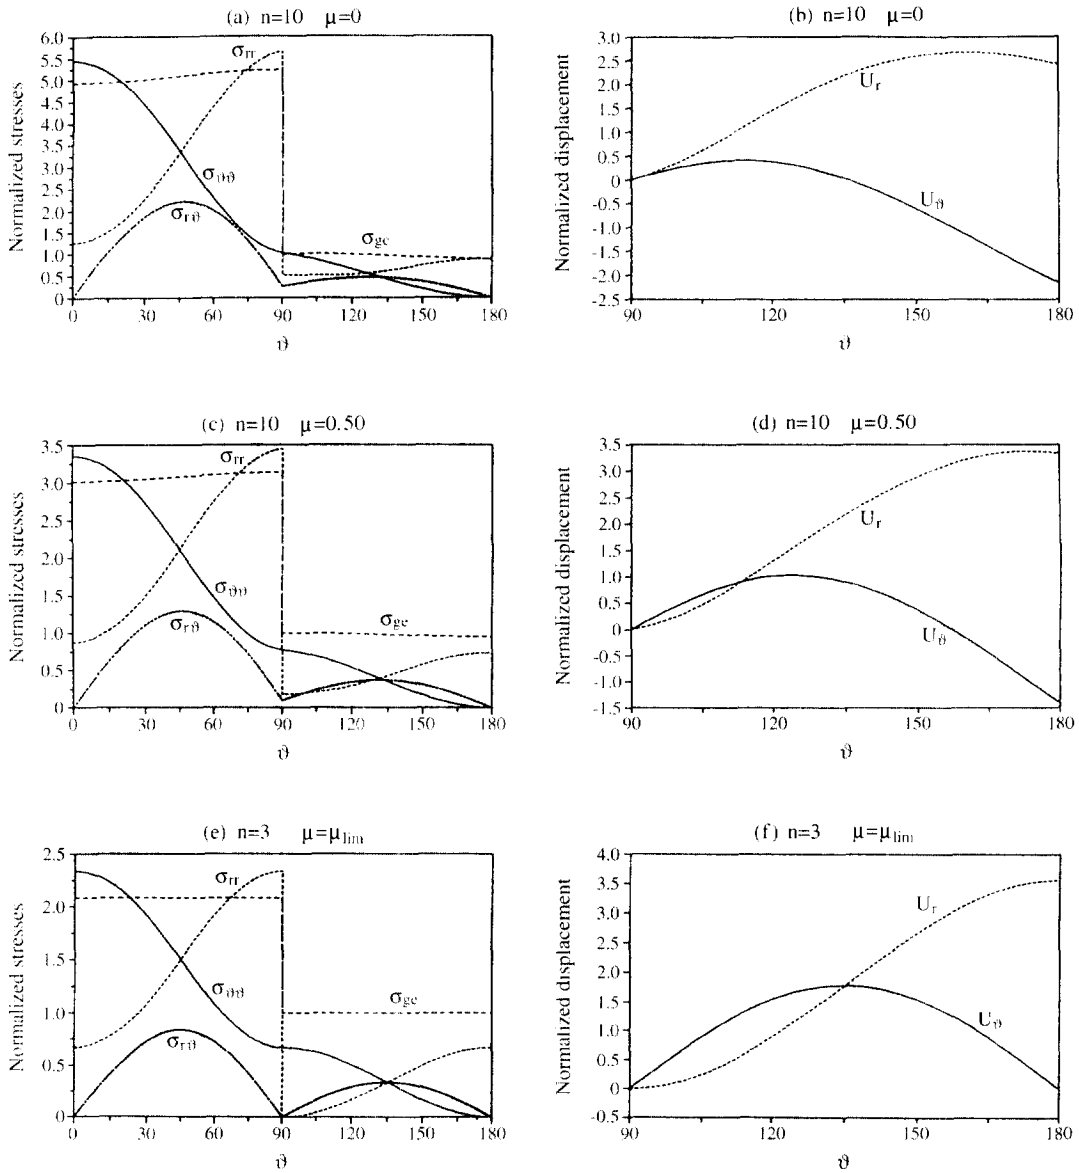 (a) n=10 μ=0
Normalized stresses
6.0
5.0
4.5
3.5
3.0
2.5
2.0
1.0
0.5
0
0 30 60 90 120 150 180
σrr
σϑϑ
σrϑ
σge
ϑ
(b) n=10 μ=0
Normalized displacement
3.0
2.5
2.0
1.5
1.0
0.5
0
-0.5
-1.0
-1.5
-2.0
-2.5
90 120 150 180
Ur
Uϑ
ϑ
(c) n=10 μ=0.50
Normalized stresses
3.5
3.0
2.5
2.0
1.5
1.0
0.5
0
0 30 60 90 120 150 180
σrr
σϑϑ
σrϑ
σge
ϑ
(d) n=10 μ=0.50
Normalized displacement
3.5
3.0
2.5
2.0
1.5
1.0
0.5
0
-0.5
-1.0
-1.5
90 120 150 180
Ur
Uϑ
ϑ
(e) n=3 μ=μlim
Normalized stresses
2.5
2.0
1.5
1.0
0.5
0
0 30 60 90 120 150 180
σrr
σϑϑ
σrϑ
σge
ϑ
(f) n=3 μ=μlim
Normalized displacement
4.0
3.5
3.0
2.5
2.0
1.5
1.0
0.5
0
-0.5
90 120 150 180
Ur
Uϑ
ϑ